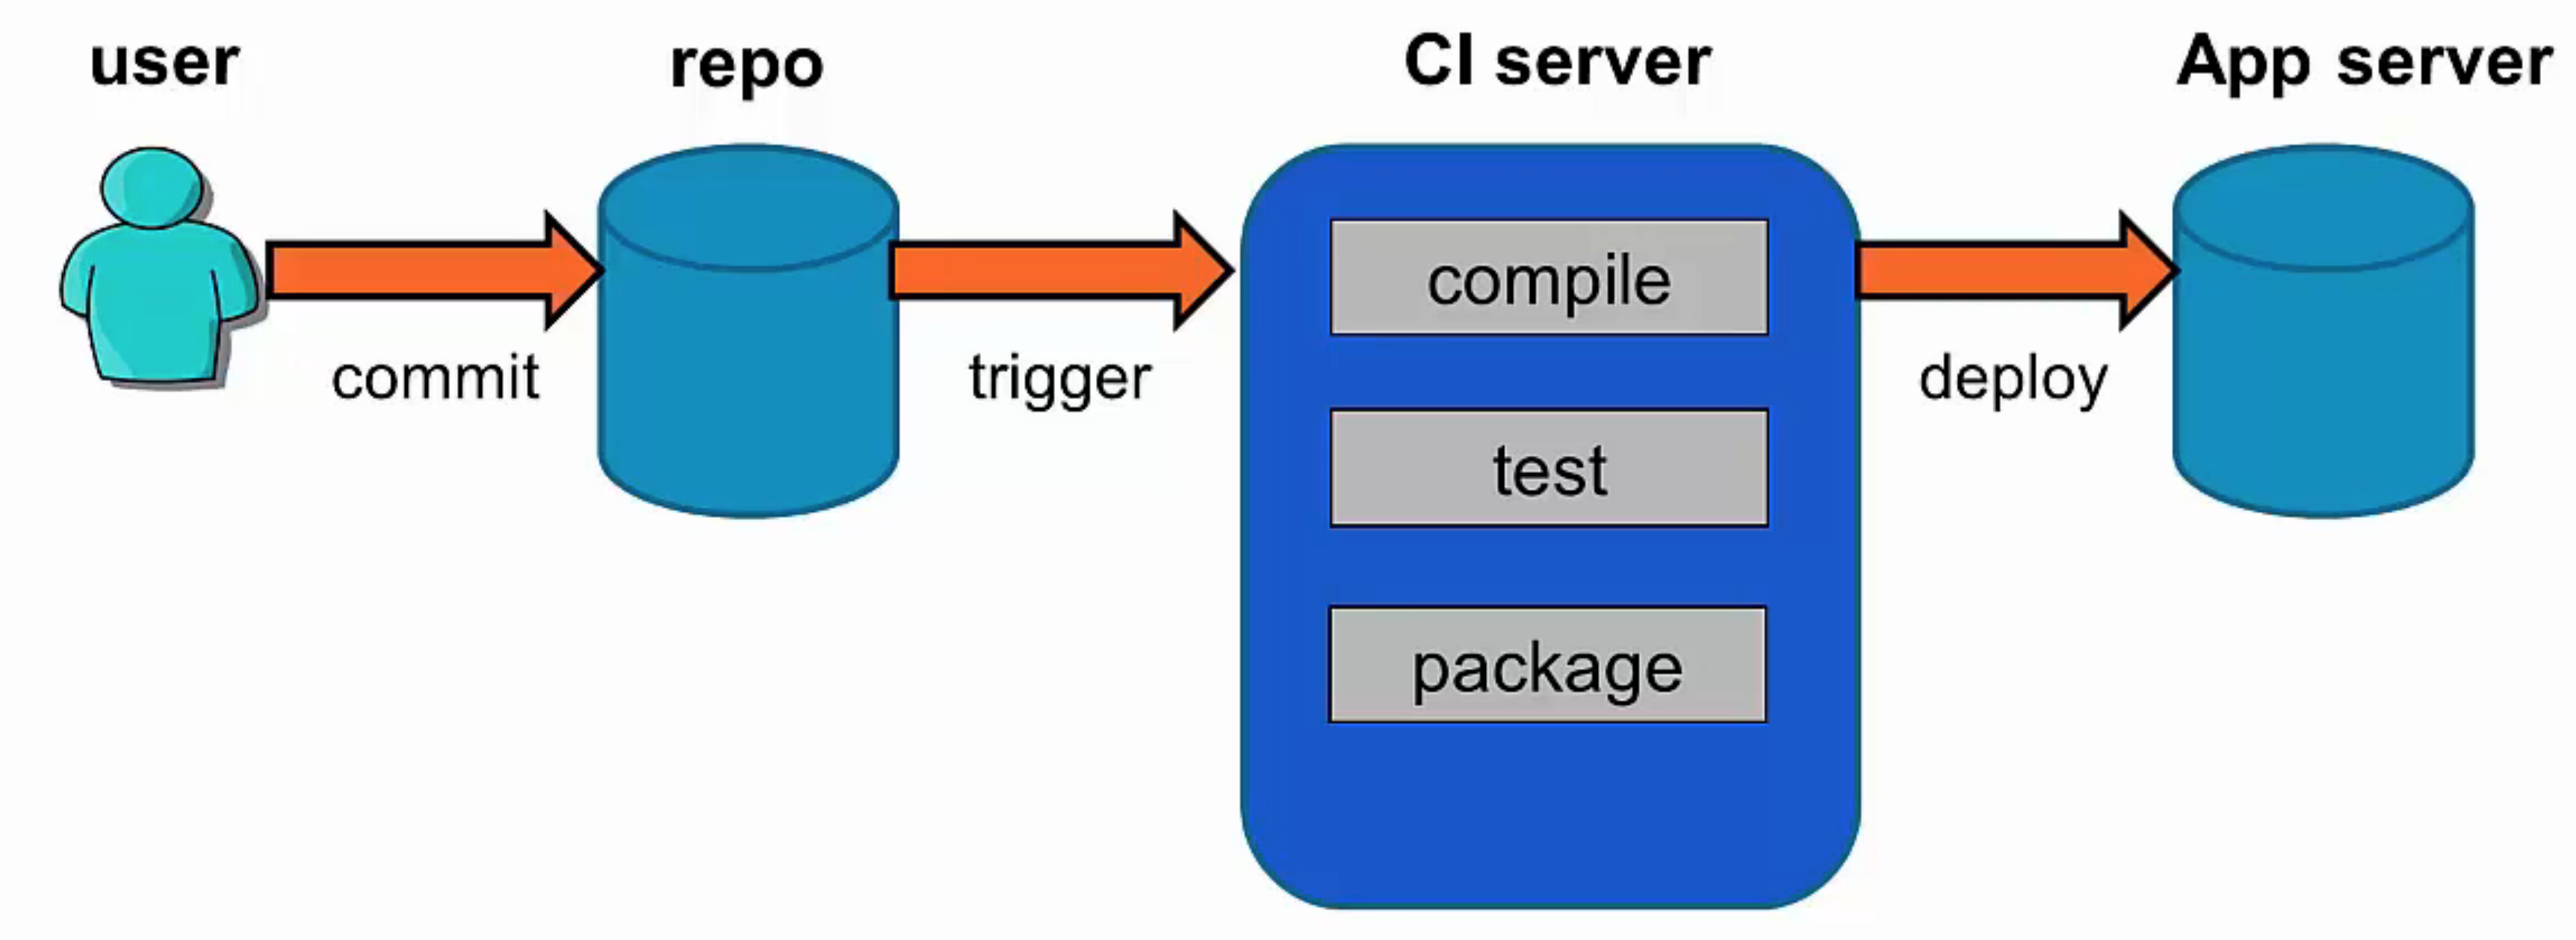 user
repo
CI server
App server
commit
trigger
compile
test
package
deploy